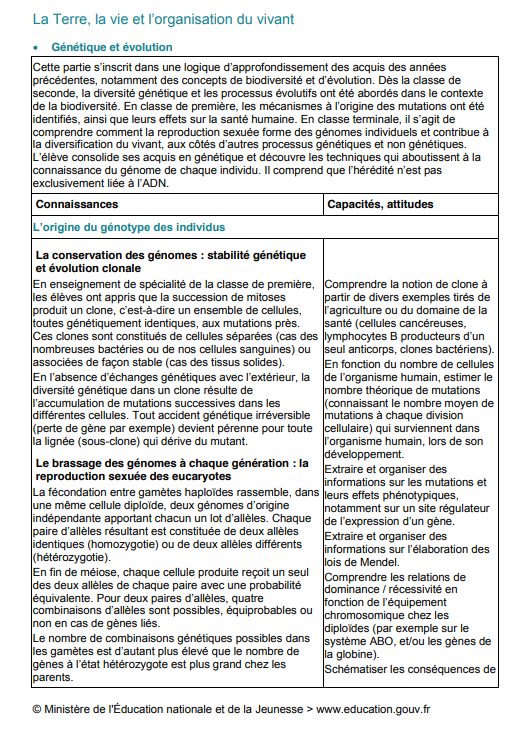 La Terre, la vie et l'organisation du vivant
• Génétique et évolution
Cette partie s'inscrit dans une logique d'approfondissement des acquis des années
précédentes, notamment des concepts de biodiversité et d'évolution. Dès la classe de
seconde, la diversité génétique et les processus évolutifs ont été abordés dans le contexte
de la biodiversité. En classe de première, les mécanismes à l'origine des mutations ont été
identifiés, ainsi que leurs effets sur la santé humaine. En classe terminale, il s'agit de
comprendre comment la reproduction sexuée forme des génomes individuels et contribue à
la diversification du vivant, aux côtés d'autres processus génétiques et non génétiques.
L'élève consolide ses acquis en génétique et découvre les techniques qui aboutissent à la
connaissance du génome de chaque individu. Il comprend que l'hérédité n'est pas
exclusivement liée à l'ADN.
Connaissances
Capacités, attitudes
L'origine du génotype des individus
La conservation des génomes : stabilité génétique
et évolution clonale
En enseignement de spécialité de la classe de première,
les élèves ont appris que la succession de mitoses
produit un clone, c'est-à-dire un ensemble de cellules,
toutes génétiquement identiques, aux mutations près.
Ces clones sont constitués de cellules séparées (cas des
nombreuses bactéries ou de nos cellules sanguines) ou
associées de façon stable (cas des tissus solides).
En l'absence d'échanges génétiques avec l'extérieur, la
diversité génétique dans un clone résulte de
l'accumulation de mutations successives dans les
différentes cellules. Tout accident génétique irréversible
(perte de gène par exemple) devient pérenne pour toute
la lignée (sous-clone) qui dérive du mutant.
Le brassage des génomes à chaque génération : la
reproduction sexuée des eucaryotes
La fécondation entre gamètes haploïdes rassemble, dans
une même cellule diploïde, deux génomes d'origine
indépendante apportant chacun un lot d'allèles. Chaque
paire d'allèles résultant est constituée de deux allèles
identiques (homozygotie) ou de deux allèles différents
(hétérozygotie).
En fin de méiose, chaque cellule produite reçoit un seul
des deux allèles de chaque paire avec une probabilité
équivalente. Pour deux paires d'allèles, quatre
combinaisons d'allèles sont possibles, équiprobables ou
non en cas de gènes liés.
Le nombre de combinaisons génétiques possibles dans
les gamètes est d'autant plus élevé que le nombre de
gènes à l'état hétérozygote est plus grand chez les
parents.
Comprendre la notion de clone à
partir de divers exemples tirés de
l'agriculture ou du domaine de la
santé (cellules cancéreuses,
lymphocytes B producteurs d'un
seul anticorps, clones bactériens).
En fonction du nombre de cellules
de l'organisme humain, estimer le
nombre théorique de mutations
(connaissant le nombre moyen de
mutations à chaque division
cellulaire) qui surviennent dans
l'organisme humain, lors de son
développement.
Extraire et organiser des
informations sur les mutations et
leurs effets phénotypiques,
notamment sur un site régulateur
de l'expression d'un gène.
Extraire et organiser des
informations sur l'élaboration des
lois de Mendel.
Comprendre les relations de
dominance / récessivité en
fonction de l'équipement
chromosomique chez les
diploïdes (par exemple sur le
système ABO, et/ou les gènes de
la globine).
Schématiser les conséquences de
© Ministère de l'Éducation nationale et de la Jeunesse > www.education.gouv.fr